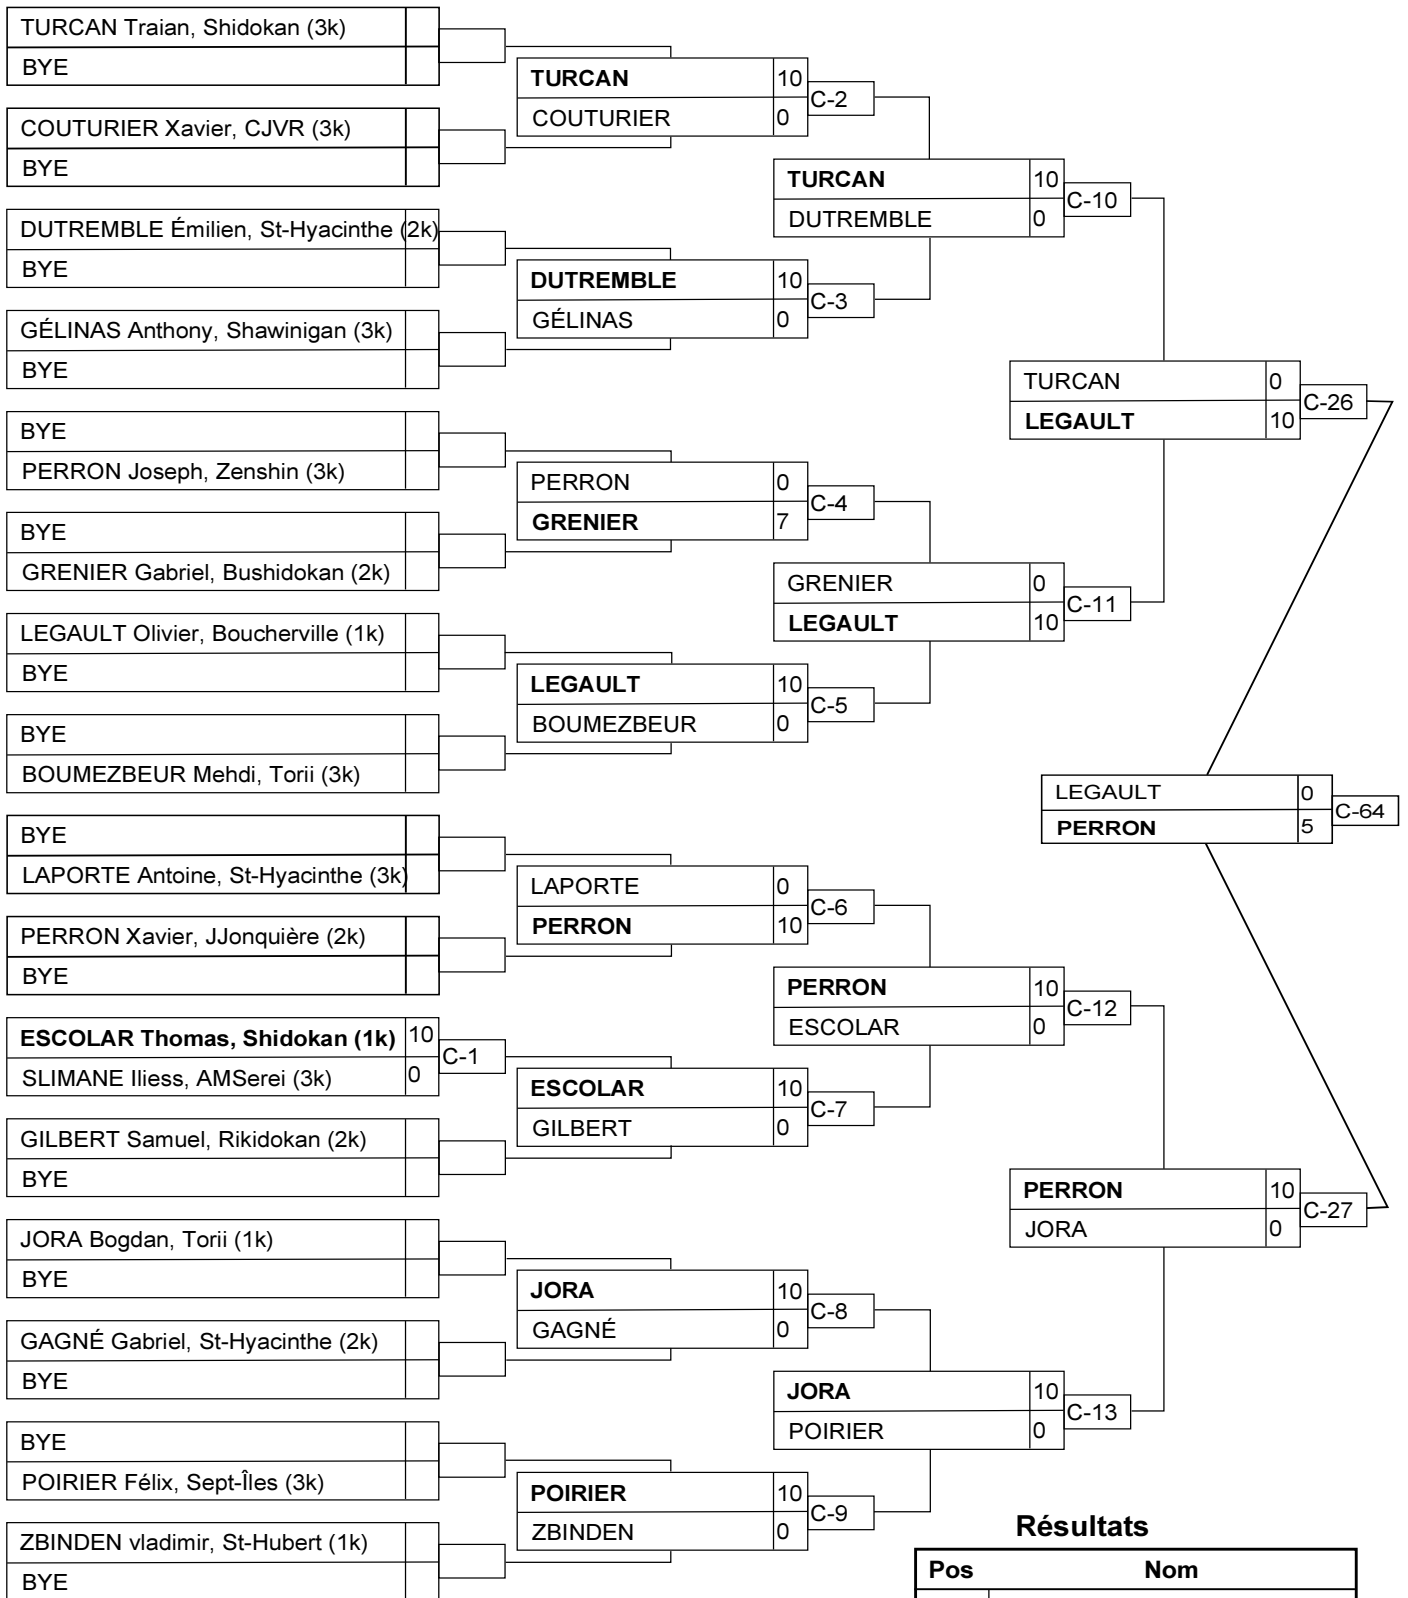 TURCAN Traian, Shidokan (3k)
BYE
COUTURIER Xavier, CJVR (3k)
BYE
DUTREMBLE Émilien, St-Hyacinthe (2k)
BYE
GÉLINAS Anthony, Shawinigan (3k)
BYE
BYE
PERRON Joseph, Zenshin (3k)
BYE
GRENIER Gabriel, Bushidokan (2k)
LEGAULT Olivier, Boucherville (1k)
BYE
BYE
BOUMEZBEUR Mehdi, Torii (3k)
BYE
LAPORTE Antoine, St-Hyacinthe (3k)
PERRON Xavier, JJonquière (2k)
BYE
ESCOLAR Thomas, Shidokan (1k) 10
SLIMANE Iliess, AMSerei (3k) 0
C-1
GILBERT Samuel, Rikidokan (2k)
BYE
JORA Bogdan, Torii (1k)
BYE
GAGNÉ Gabriel, St-Hyacinthe (2k)
BYE
BYE
POIRIER Félix, Sept-Îles (3k)
ZBINDEN vladimir, St-Hubert (1k)
BYE
TURCAN 10
COUTURIER 0
C-2
DUTREMBLE 10
GÉLINAS 0
C-3
PERRON 0
GRENIER 7
C-4
LEGAULT 10
BOUMEZBEUR 0
C-5
LAPORTE 0
PERRON 10
C-6
ESCOLAR 10
GILBERT 0
C-7
JORA 10
GAGNÉ 0
C-8
POIRIER 10
ZBINDEN 0
C-9
TURCAN 10
DUTREMBLE 0
C-10
GRENIER 0
LEGAULT 10
C-11
PERRON 10
ESCOLAR 0
C-12
JORA 10
POIRIER 0
C-13
TURCAN 0
LEGAULT 10
C-26
PERRON 10
JORA 0
C-27
LEGAULT 0
PERRON 5
C-64
Résultats
Pos Nom